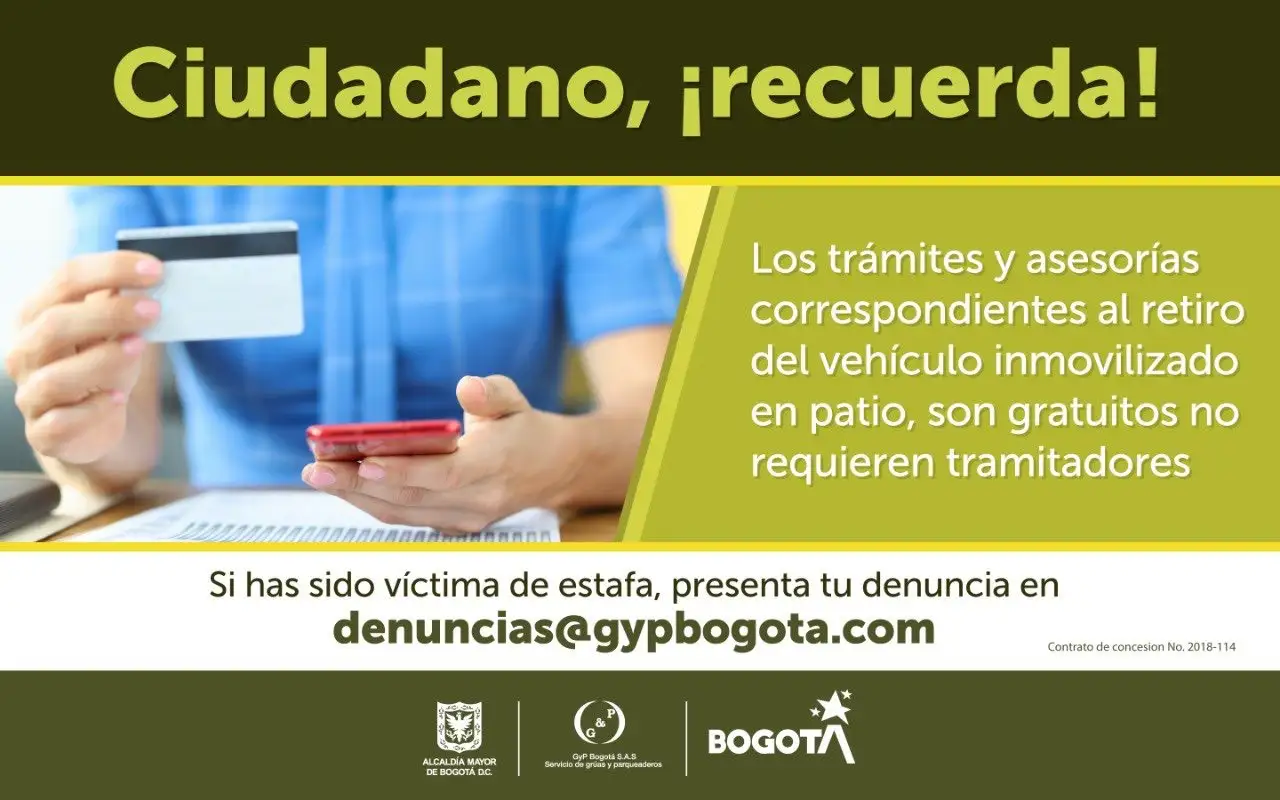 Ciudadano, ¡recuerda!
Los trámites y asesorías
correspondientes al retiro
del vehículo inmovilizado
en patio, son gratuitos no
requieren tramitadores
Si has sido víctima de estafa, presenta tu denuncia en
denuncias@gypbogota.com
Contrato de concesion No. 2018-114
ALCALDÍA MAYOR
DE BOGOTÁ D.C.
G & P
GyP Bogotá S.A.S
Servicio de grúas y parqueaderos
BOGOTÁ